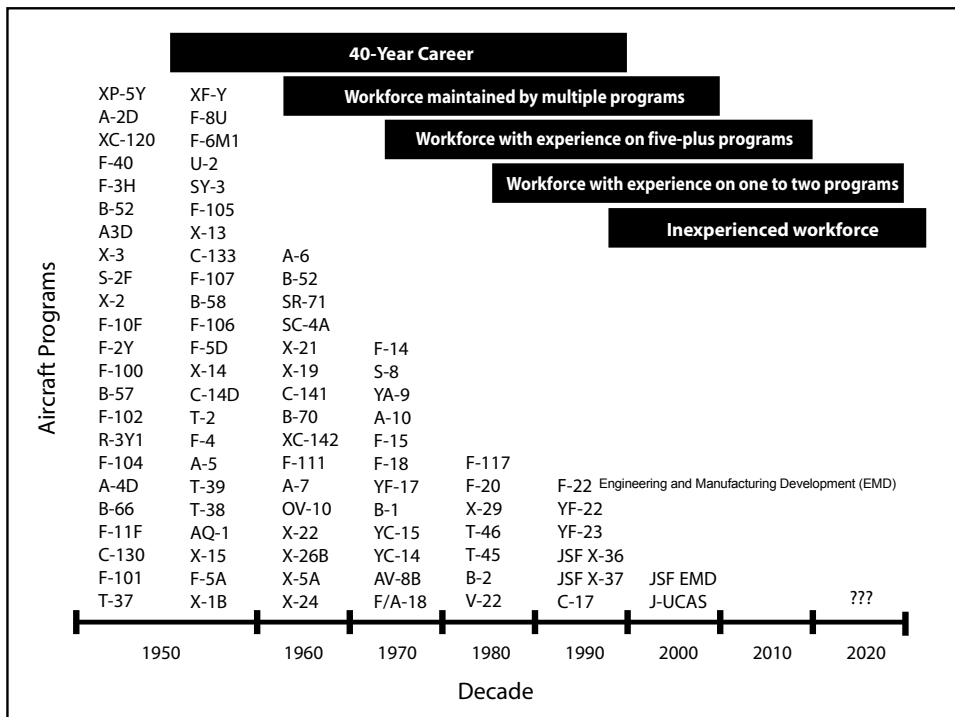 40-Year Career
Workforce maintained by multiple programs
Workforce with experience on five-plus programs
Workforce with experience on one to two programs
Inexperienced workforce
Aircraft Programs
XP-5Y XF-Y
A-2D F-8U
XC-120 F-6M1
F-40 U-2
F-3H SY-3
B-52 F-105
A3D X-13
X-3 C-133 A-6
S-2F F-107 B-52
X-2 B-58 SR-71
F-10F F-106 SC-4A
F-2Y F-5D X-21 F-14
F-100 X-14 X-19 S-8
B-57 C-14D C-141 YA-9
F-102 T-2 B-70 A-10
R-3Y1 F-4 XC-142 F-15
F-104 A-5 F-111 F-18 F-117
A-4D T-39 A-7 YF-17 F-20 F-22 Engineering and Manufacturing Development (EMD)
B-66 T-38 OV-10 B-1 X-29 YF-22
F-11F AQ-1 X-22 YC-15 T-46 YF-23
C-130 X-15 X-26B YC-14 T-45 JSF X-36
F-101 F-5A X-5A AV-8B B-2 JSF X-37 JSF EMD
T-37 X-1B X-24 F/A-18 V-22 C-17 J-UCAS ???
1950 1960 1970 1980 1990 2000 2010 2020
Decade